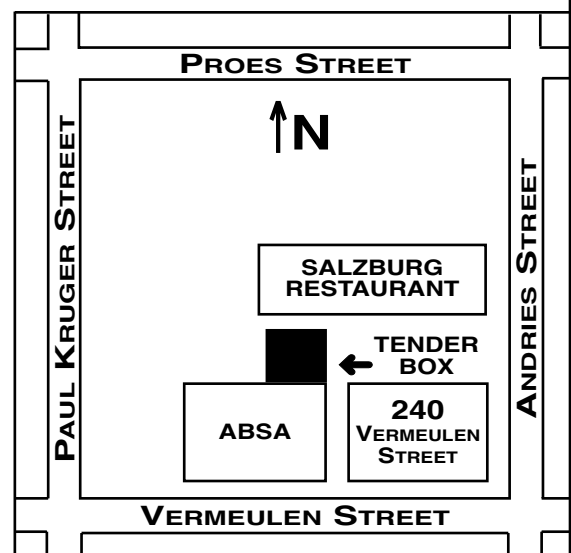 PROES STREET
N
PAUL KRUGER STREET
ANDRIES STREET
SALZBURG
RESTAURANT
TENDER
BOX
ABSA
240
VERMEULEN
STREET
VERMEULEN STREET